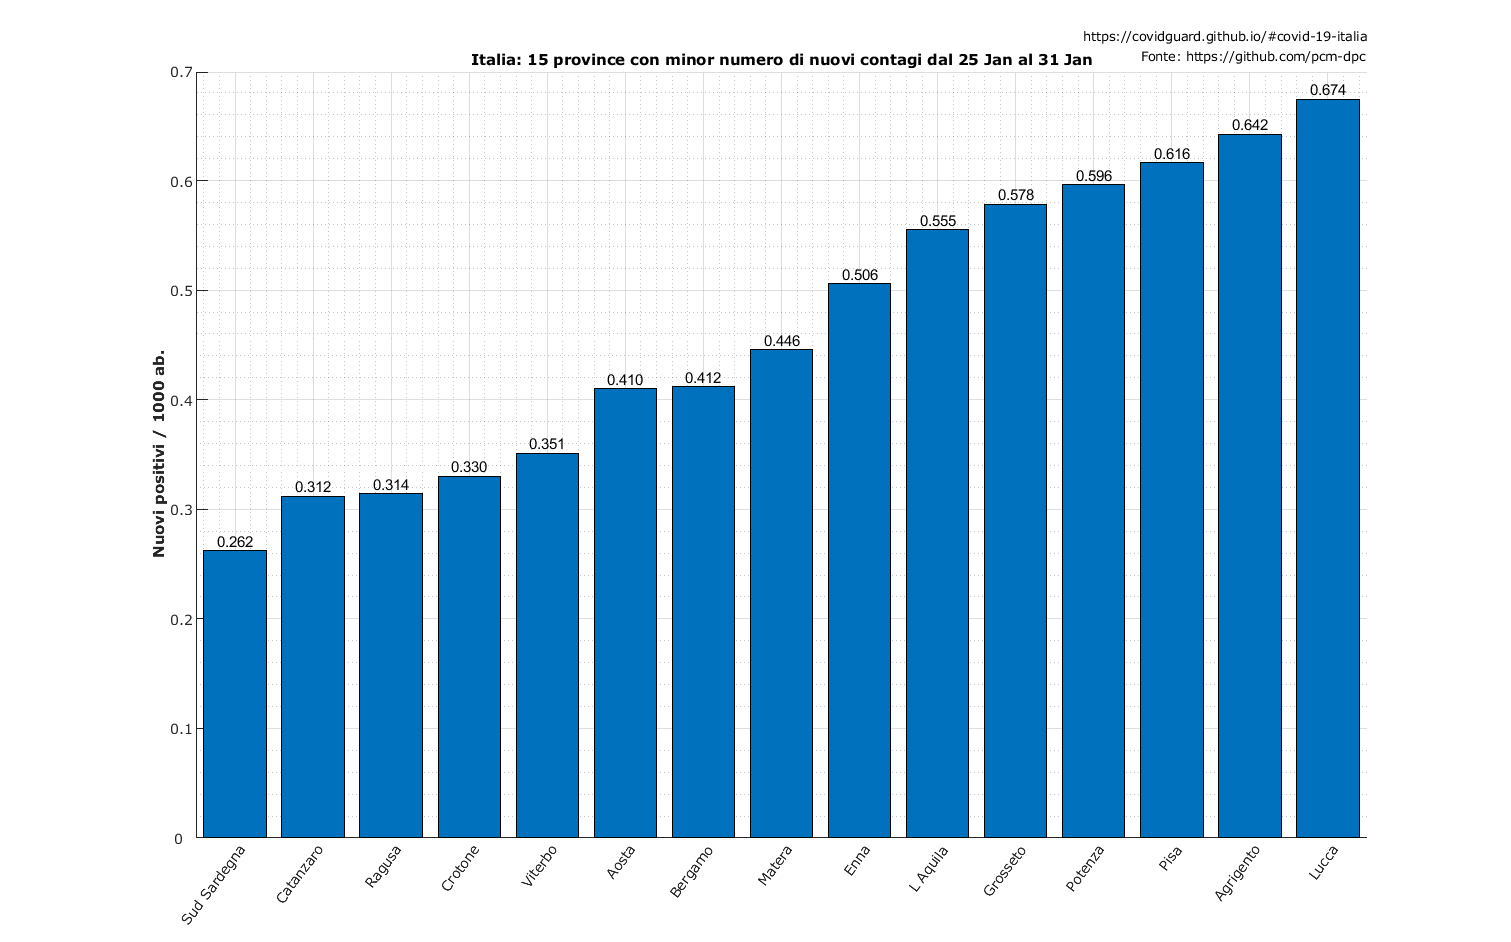 https://covidguard.github.io/#covid-19-italia
Italia: 15 province con minor numero di nuovi contagi dal 25 Jan al 31 Jan
Fonte: https://github.com/pcm-dpc
Nuovi positivi / 1000 ab.
0.7
0.6
0.5
0.4
0.3
0.2
0.1
0
0.262
0.312
0.314
0.330
0.351
0.410
0.412
0.446
0.506
0.555
0.578
0.596
0.616
0.642
0.674
Sud Sardegna
Catanzaro
Ragusa
Crotone
Viterbo
Aosta
Bergamo
Matera
Enna
L Aquila
Grosseto
Potenza
Pisa
Agrigento
Lucca